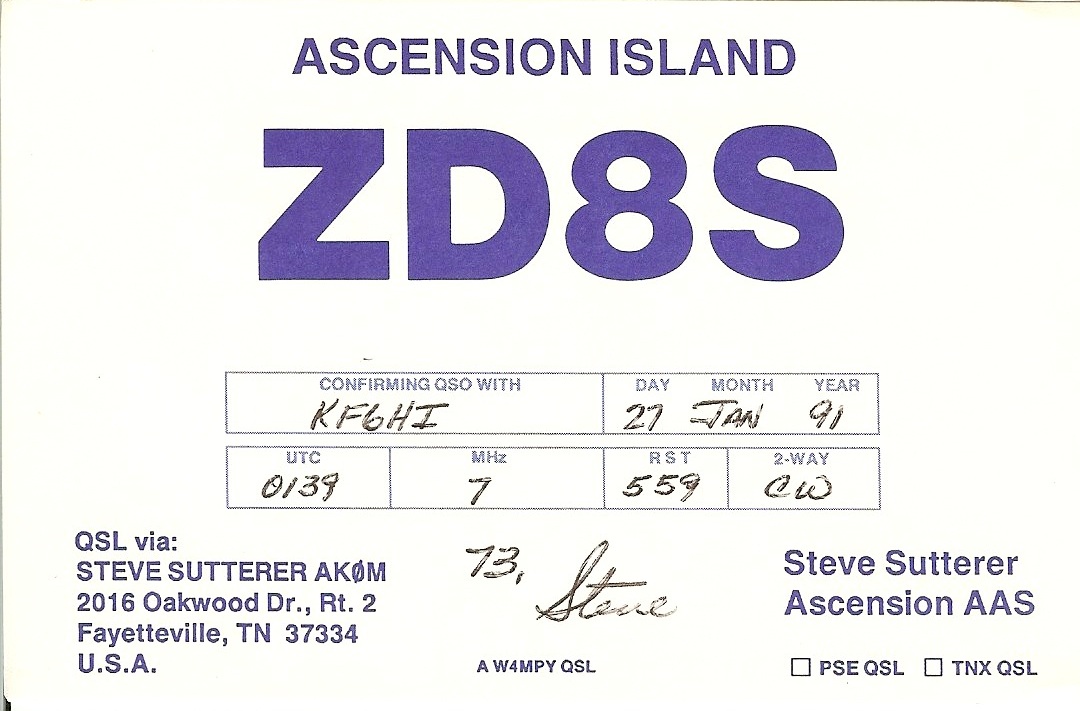 ASCENSION ISLAND
ZD8S
CONFIRMING QSO WITH DAY MONTH YEAR
KF6HI 27 JAN 91
UTC MHz RST 2-WAY
0139 7 559 CW
QSL via:
STEVE SUTTERER AKØM
2016 Oakwood Dr., Rt. 2
Fayetteville, TN 37334
U.S.A.
73, Steve
A W4MPY QSL
Steve Sutterer
Ascension AAS
☐ PSE QSL ☐ TNX QSL